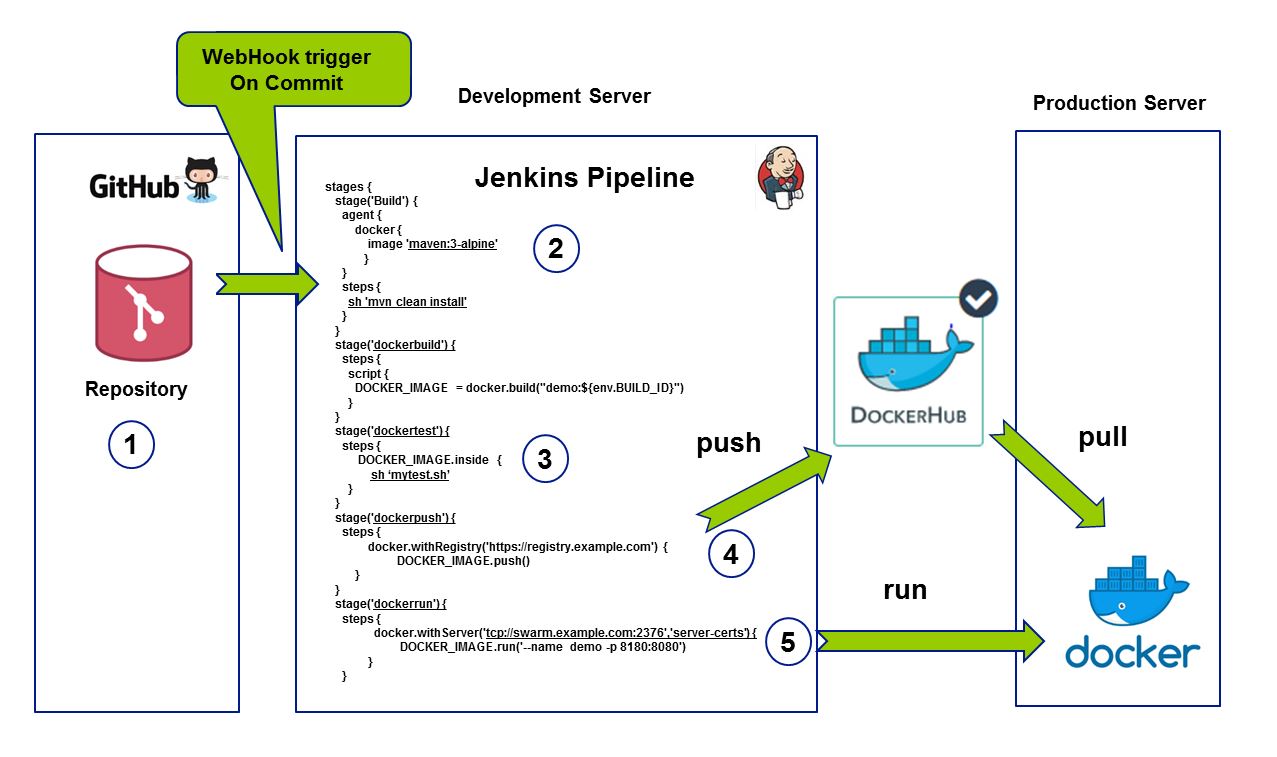 WebHook trigger
On Commit
Development Server
Production Server
GitHub
Repository
1
Jenkins Pipeline
stages {
stage('Build') {
agent {
docker {
image 'maven:3-alpine'
}
}
steps {
sh 'mvn clean install'
}
}
stage('dockerbuild') {
steps {
script {
DOCKER_IMAGE = docker.build("demo:${env.BUILD_ID}")
}
}
stage('dockertest') {
steps {
DOCKER_IMAGE.inside {
sh ‘mytest.sh’
}
}
stage('dockerpush') {
steps {
docker.withRegistry('https://registry.example.com') {
DOCKER_IMAGE.push()
}
}
stage('dockerrun') {
steps {
docker.withServer('tcp://swarm.example.com:2376','server-certs') {
DOCKER_IMAGE.run('--name demo -p 8180:8080')
}
}
2
3
4
5
push
DOCKERHUB
pull
run
docker